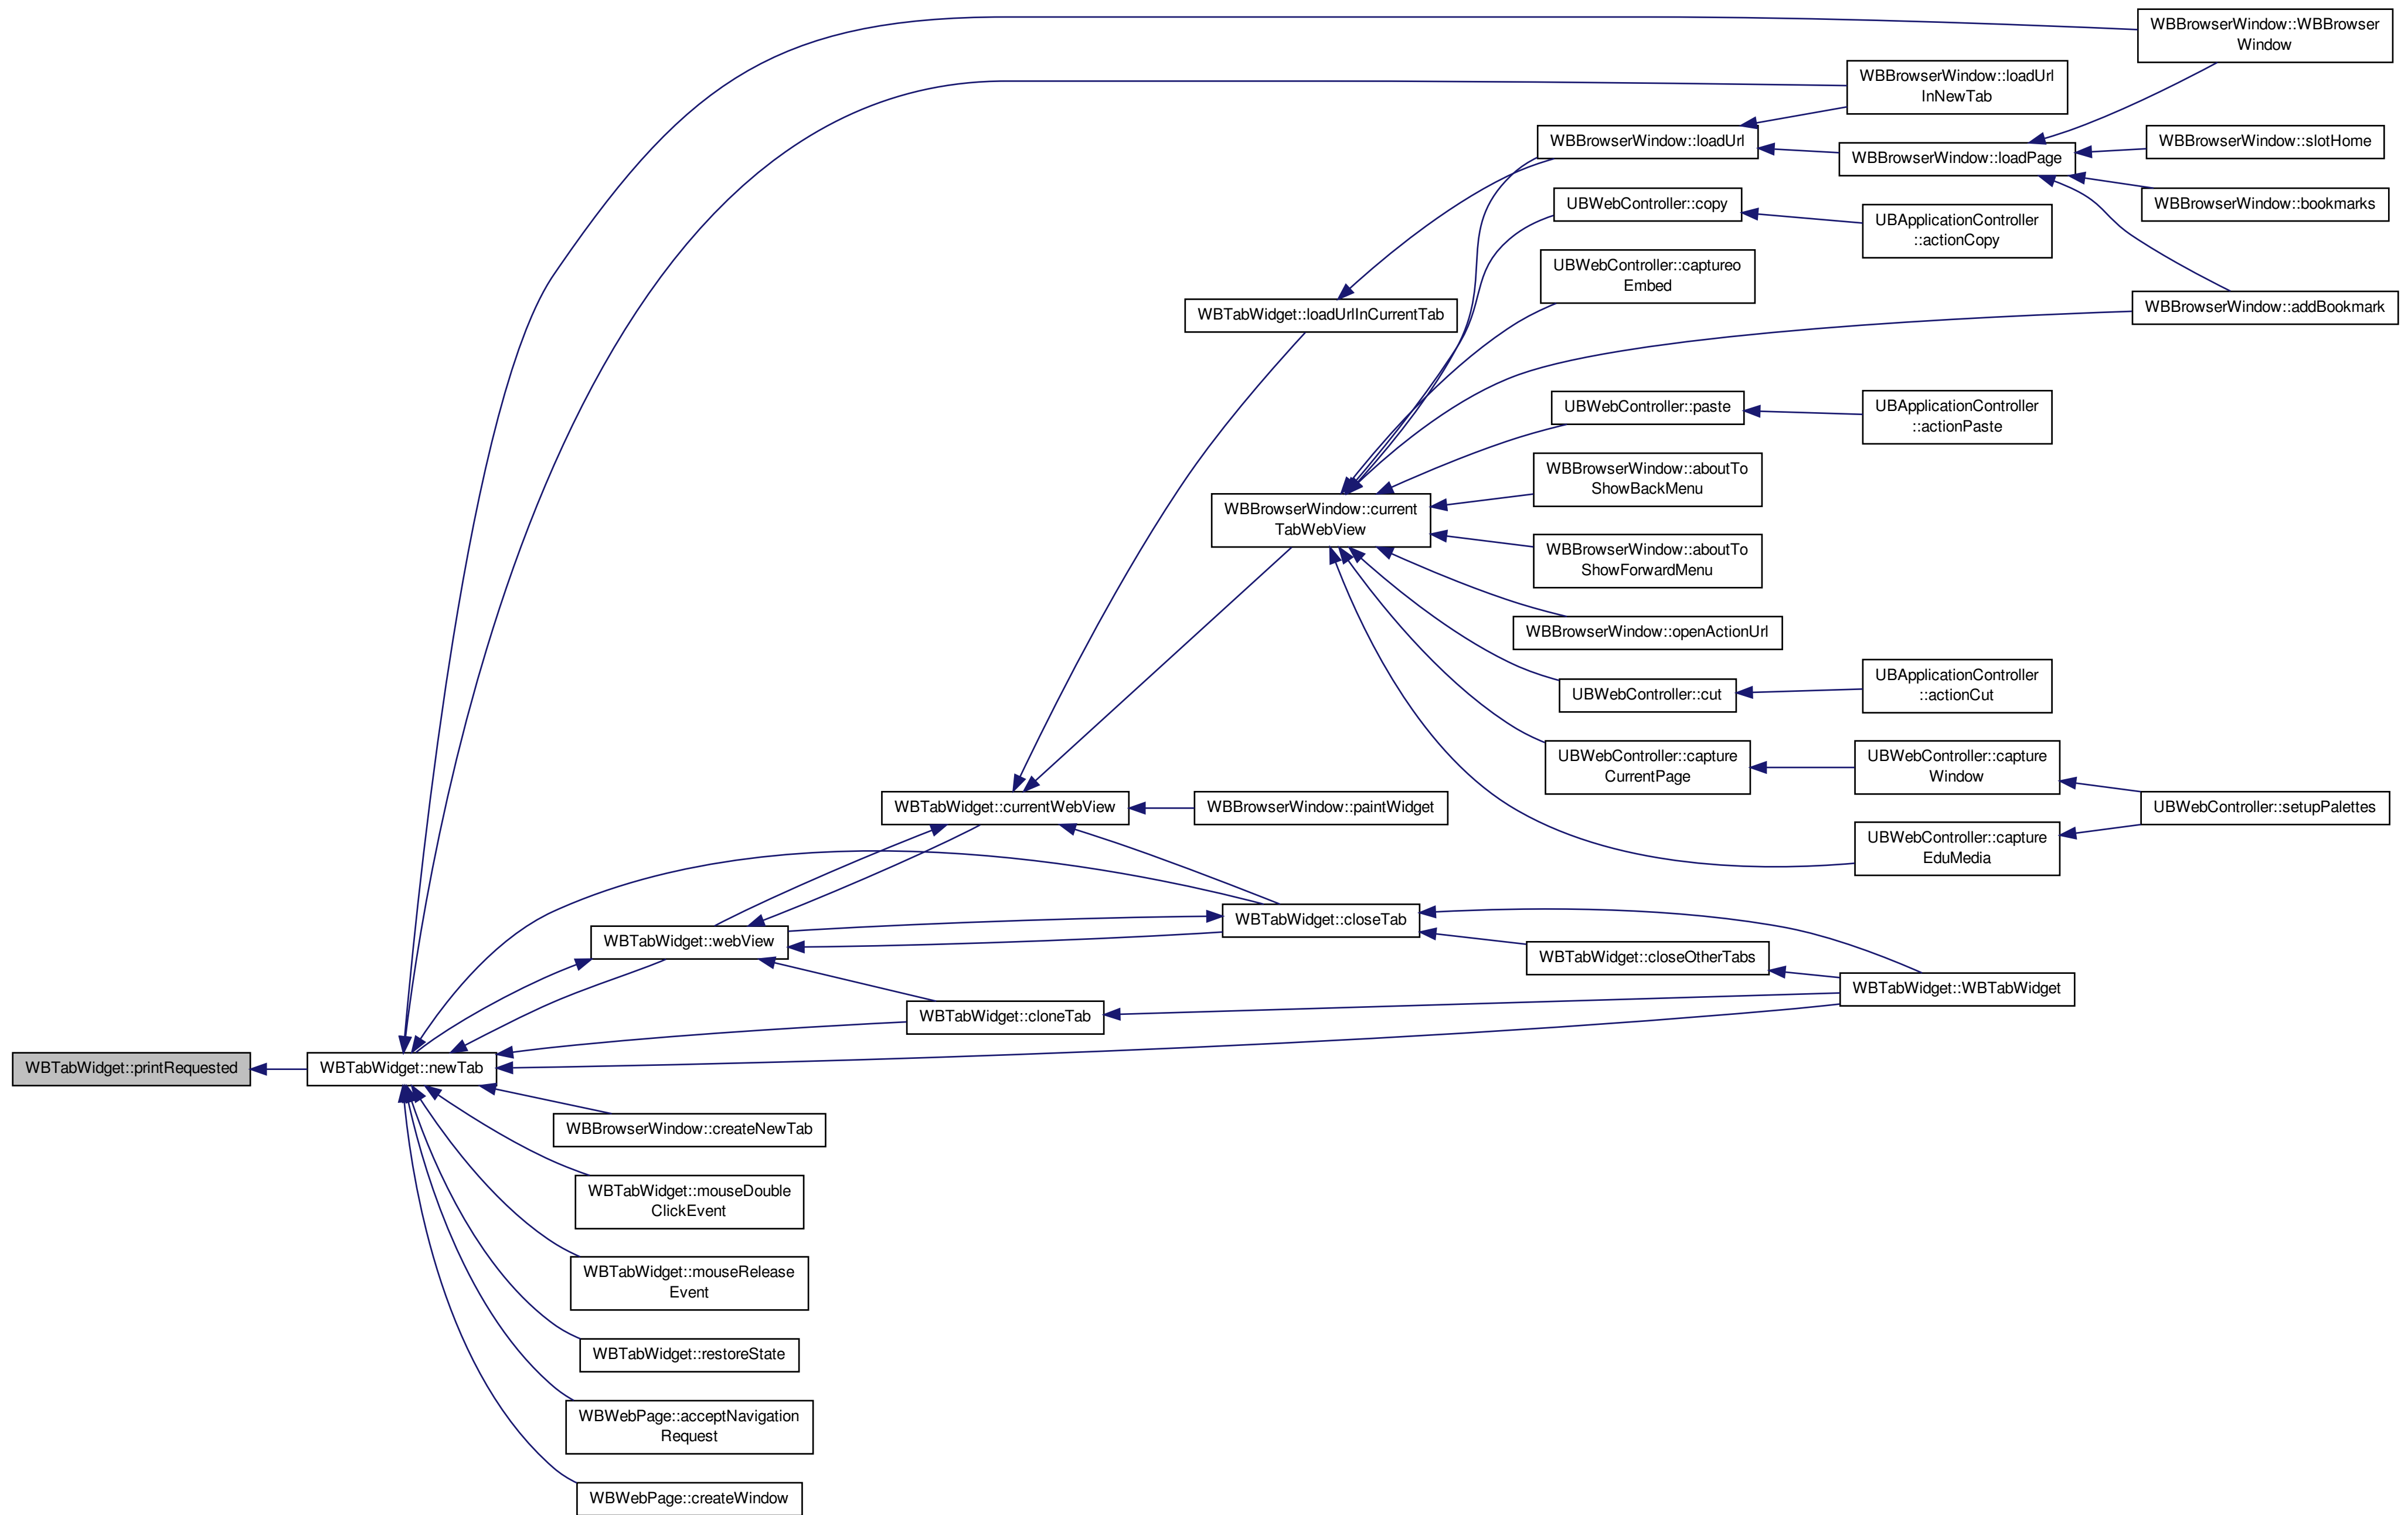 WBBrowserWindow::WBBrowser
Window
WBBrowserWindow::loadUrl
InNewTab
WBBrowserWindow::loadUrl
WBBrowserWindow::slotHome
WBBrowserWindow::loadPage
UBWebController::copy
WBBrowserWindow::bookmarks
UBApplicationController
::actionCopy
UBWebController::captureo
Embed
WBTabWidget::loadUrlInCurrentTab
WBBrowserWindow::addBookmark
UBWebController::paste
UBApplicationController
::actionPaste
WBBrowserWindow::aboutTo
ShowBackMenu
WBBrowserWindow::current
TabWebView
WBBrowserWindow::aboutTo
ShowForwardMenu
WBBrowserWindow::openActionUrl
UBWebController::cut
UBApplicationController
::actionCut
UBWebController::capture
CurrentPage
UBWebController::capture
Window
WBTabWidget::currentWebView
WBBrowserWindow::paintWidget
UBWebController::setupPalettes
UBWebController::capture
EduMedia
WBTabWidget::closeTab
WBTabWidget::webView
WBTabWidget::closeOtherTabs
WBTabWidget::WBTabWidget
WBTabWidget::cloneTab
WBTabWidget::printRequested
WBTabWidget::newTab
WBBrowserWindow::createNewTab
WBTabWidget::mouseDouble
ClickEvent
WBTabWidget::mouseRelease
Event
WBTabWidget::restoreState
WBWebPage::acceptNavigation
Request
WBWebPage::createWindow